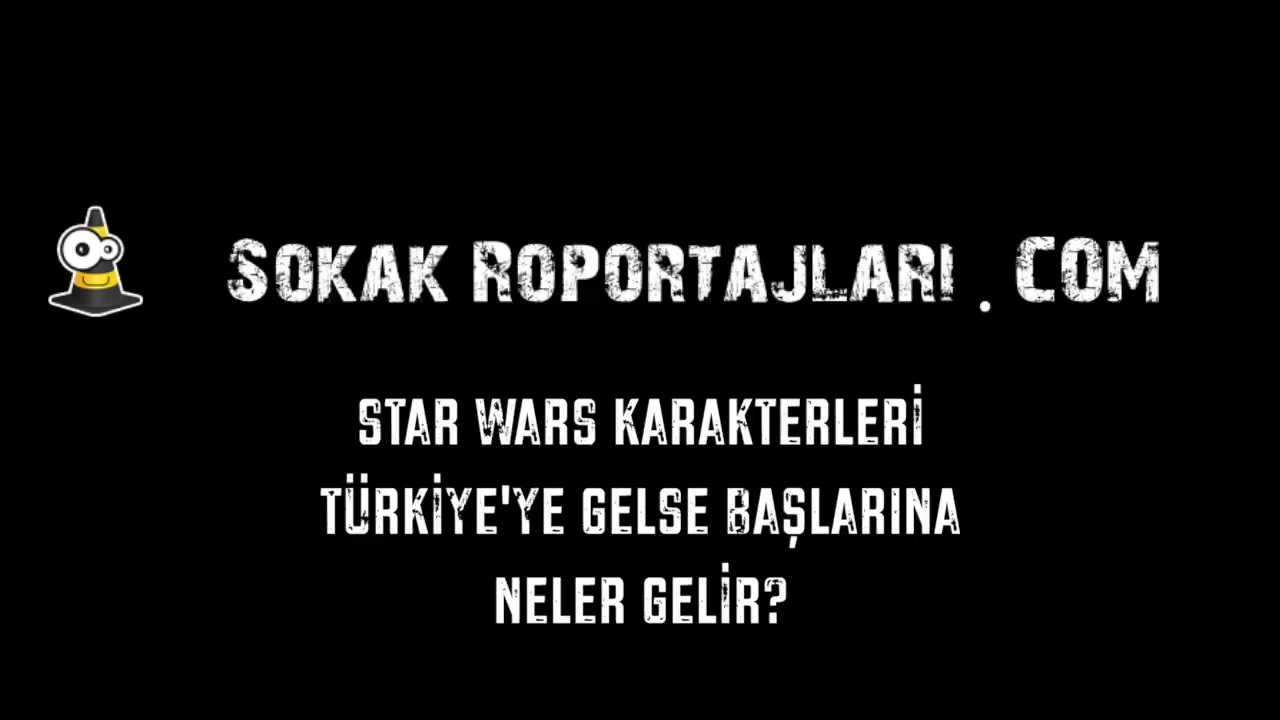 SOKAK ROPORTAJLARI . COM
STAR WARS KARAKTERLERİ
TÜRKİYE'YE GELSE BAŞLARINA
NELER GELİR?